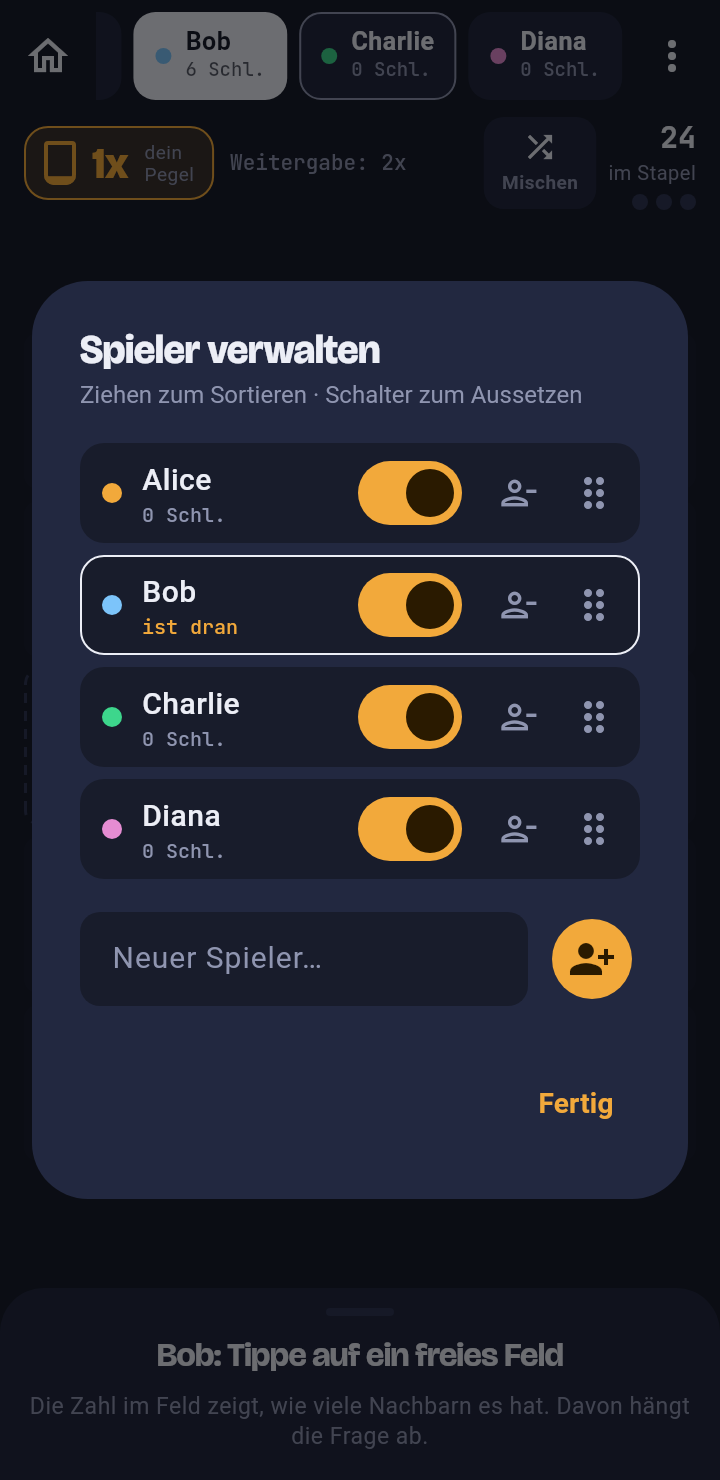 Bob
6 Schl.
Charlie
0 Schl.
Diana
0 Schl.
1x
dein
Pegel
Weitergabe: 2x
Mischen
24
im Stapel
Spieler verwalten
Ziehen zum Sortieren · Schalter zum Aussetzen
Alice
0 Schl.
Bob
ist dran
Charlie
0 Schl.
Diana
0 Schl.
Neuer Spieler…
Fertig
Bob: Tippe auf ein freies Feld
Die Zahl im Feld zeigt, wie viele Nachbarn es hat. Davon hängt
die Frage ab.